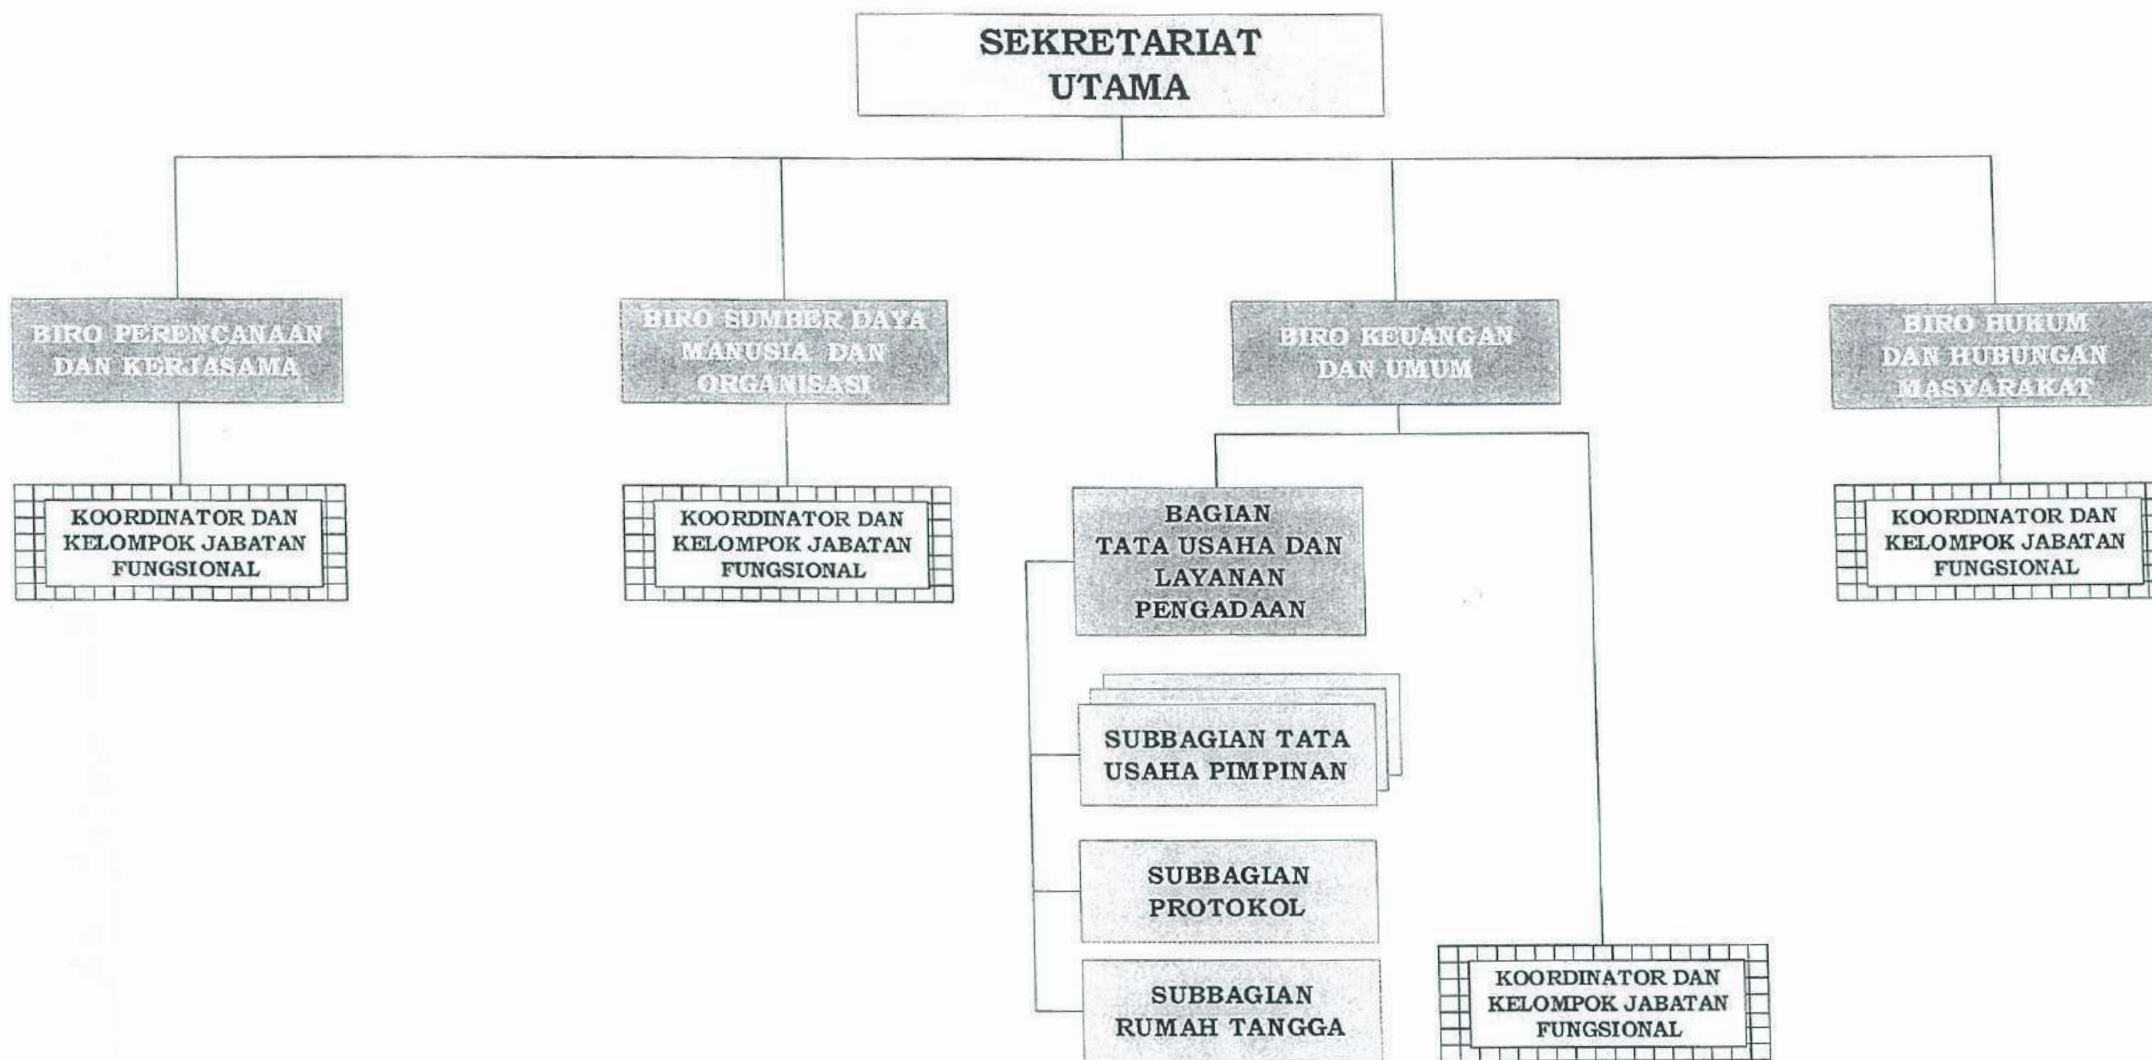 SEKRETARIAT
UTAMA
BIRO PERENCANAAN
DAN KERJASAMA
BIRO SUMBER DAYA
MANUSIA DAN
ORGANISASI
BIRO KEUANGAN
DAN UMUM
BIRO HUKUM
DAN HUBUNGAN
MASYARAKAT
KOORDINATOR DAN
KELOMPOK JABATAN
FUNGSIONAL
KOORDINATOR DAN
KELOMPOK JABATAN
FUNGSIONAL
BAGIAN
TATA USAHA DAN
LAYANAN
PENGADAAN
KOORDINATOR DAN
KELOMPOK JABATAN
FUNGSIONAL
SUBBAGIAN TATA
USAHA PIMPINAN
SUBBAGIAN
PROTOKOL
SUBBAGIAN
RUMAH TANGGA
KOORDINATOR DAN
KELOMPOK JABATAN
FUNGSIONAL